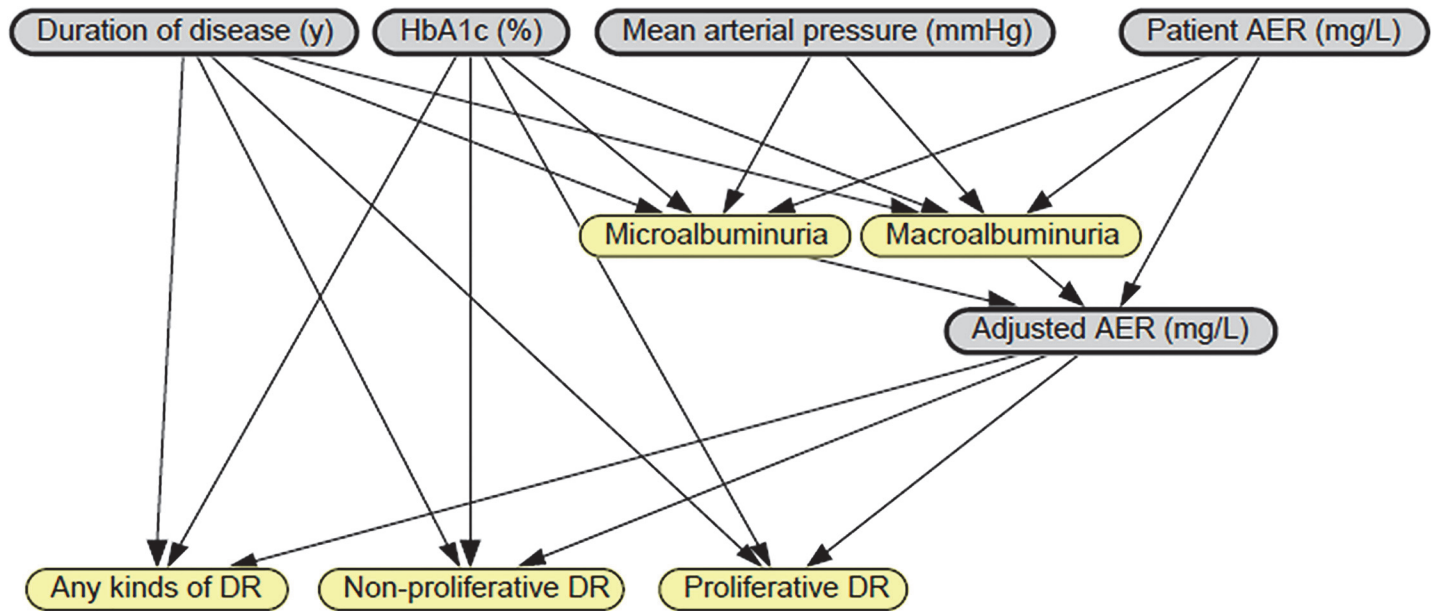 Duration of disease (y)
HbA1c (%)
Mean arterial pressure (mmHg)
Patient AER (mg/L)
Microalbuminuria
Macroalbuminuria
Adjusted AER (mg/L)
Any kinds of DR
Non-proliferative DR
Proliferative DR